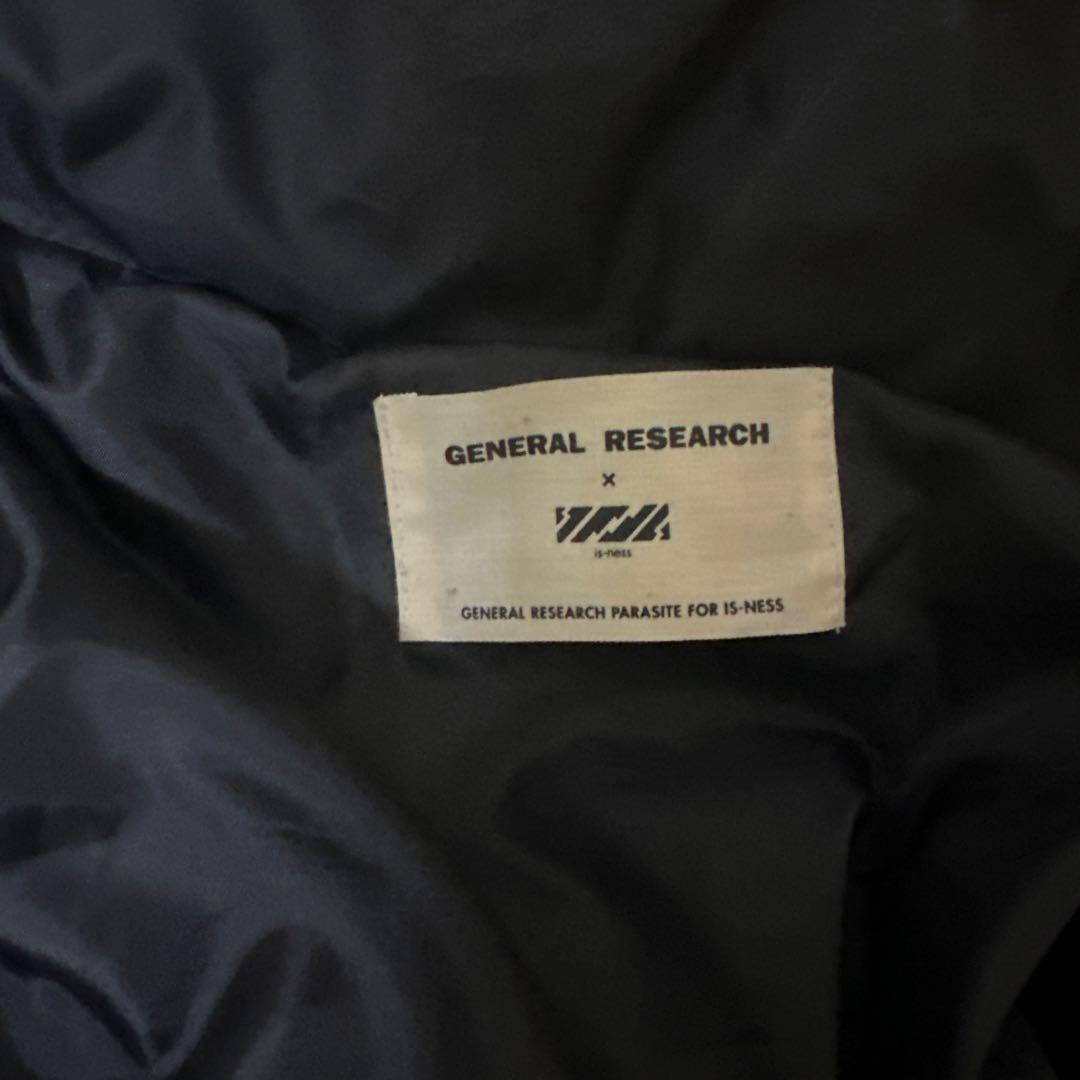 GENERAL RESEARCH
×
is-ness
GENERAL RESEARCH PARASITE FOR IS-NESS